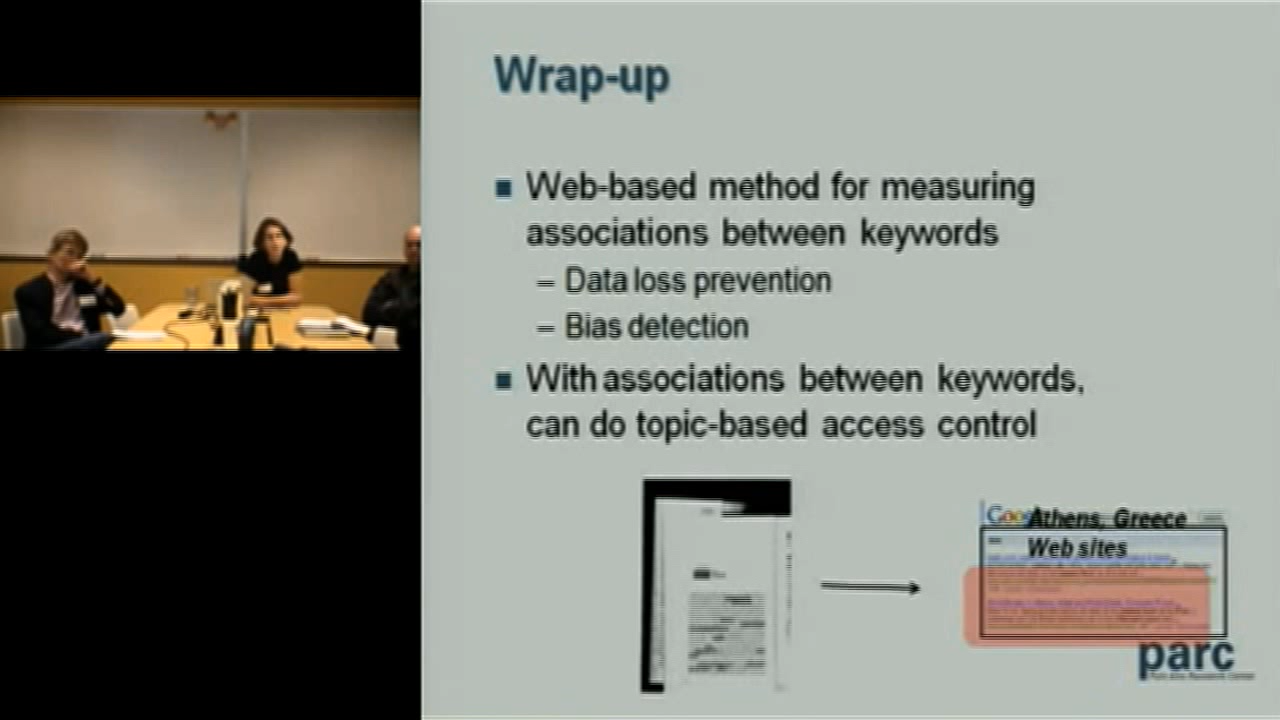 Wrap-up
Web-based method for measuring
associations between keywords
– Data loss prevention
– Bias detection
With associations between keywords,
can do topic-based access control
Athens, Greece
Web sites
parc